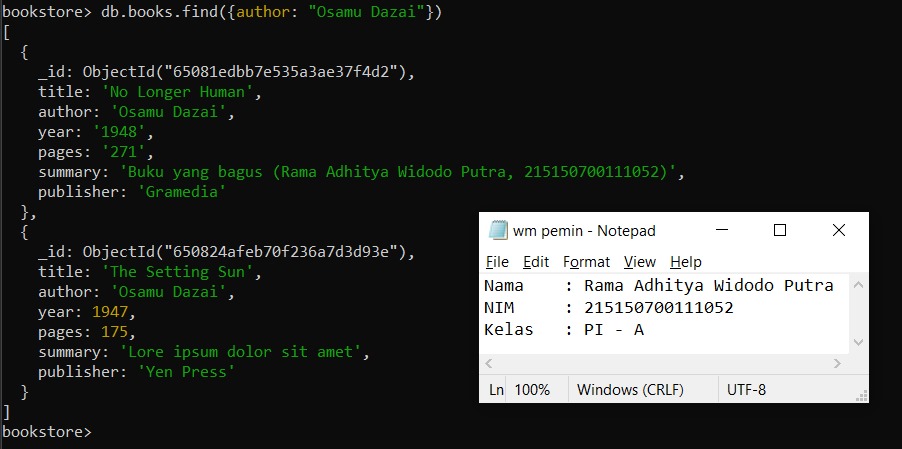 bookstore> db.books.find({author: "Osamu Dazai"})
[
  {
    _id: ObjectId("65081edbb7e535a3ae37f4d2"),
    title: 'No Longer Human',
    author: 'Osamu Dazai',
    year: '1948',
    pages: '271',
    summary: 'Buku yang bagus (Rama Adhitya Widodo Putra, 215150700111052)',
    publisher: 'Gramedia'
  },
  {
    _id: ObjectId("650824afeb70f236a7d3d93e"),
    title: 'The Setting Sun',
    author: 'Osamu Dazai',
    year: 1947,
    pages: 175,
    summary: 'Lore ipsum dolor sit amet',
    publisher: 'Yen Press'
  }
]
bookstore>
wm pemin - Notepad
File Edit Format View Help
Nama    : Rama Adhitya Widodo Putra
NIM     : 215150700111052
Kelas   : PI - A
Ln 100% Windows (CRLF) UTF-8